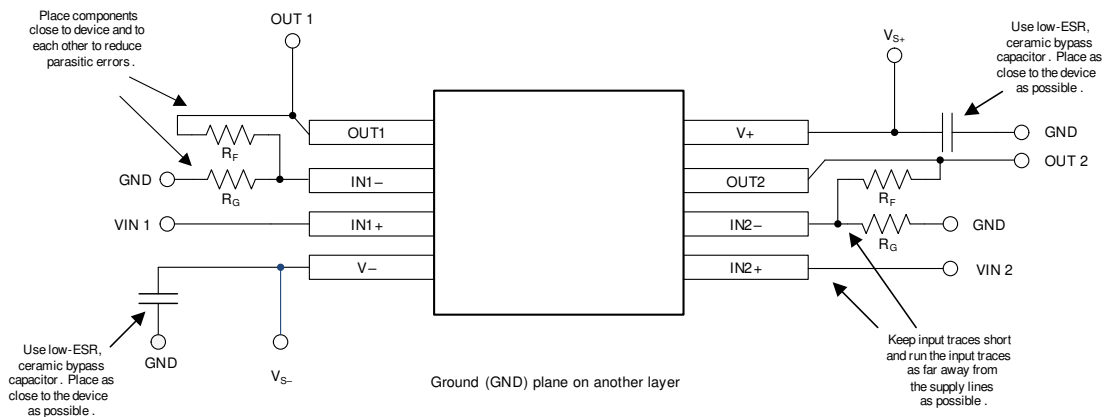 Place components
close to device and to
each other to reduce
parasitic errors .
OUT 1
VS+
Use low-ESR,
ceramic bypass
capacitor . Place as
close to the device
as possible .
OUT1
V+
GND
RF
OUT2
OUT 2
GND
RG
IN1−
RF
VIN 1
IN1+
IN2−
RG
GND
V−
IN2+
VIN 2
Use low-ESR,
ceramic bypass
capacitor . Place as
close to the device
as possible .
GND
VS−
Ground (GND) plane on another layer
Keep input traces short
and run the input traces
as far away from
the supply lines
as possible .